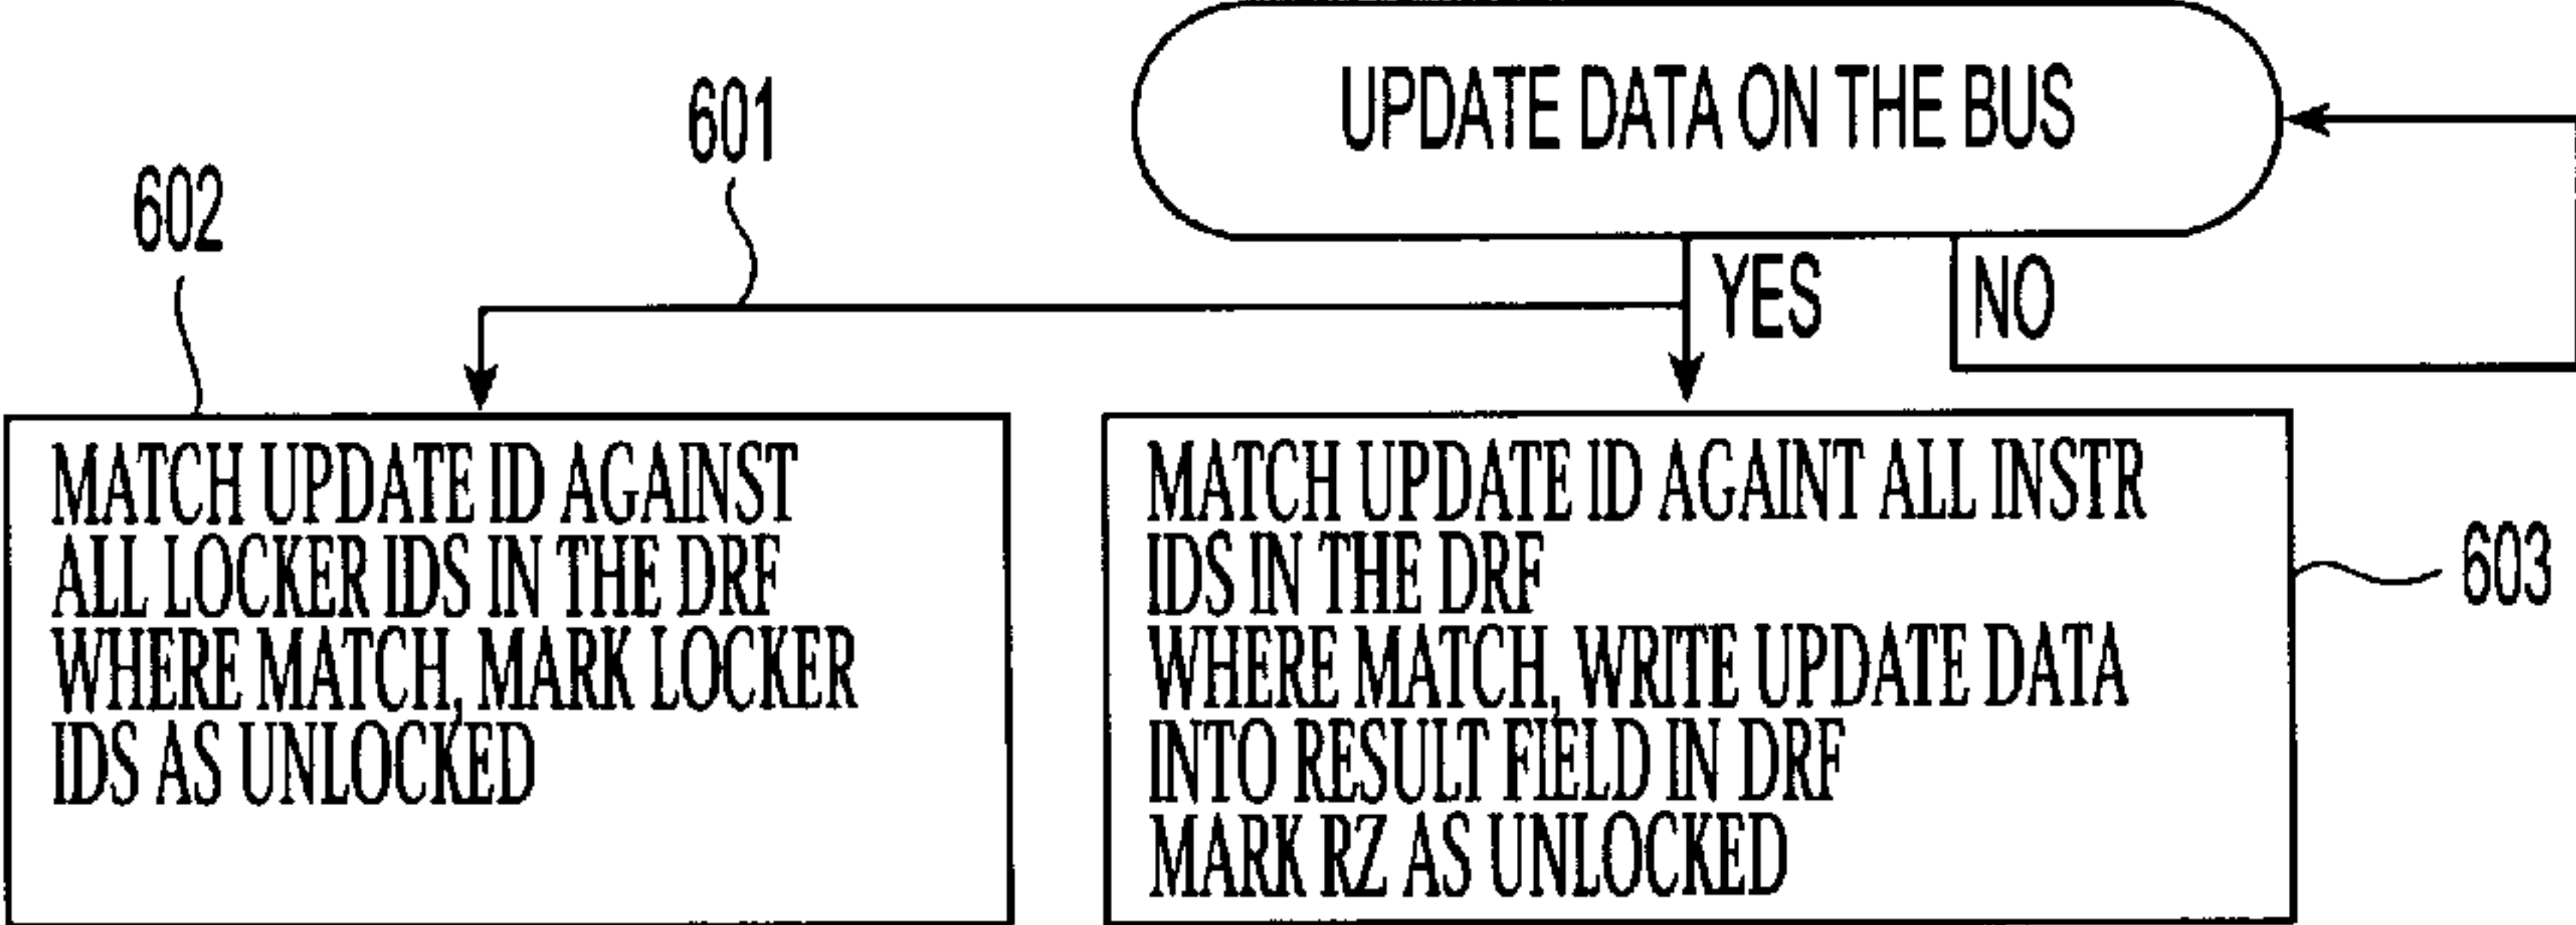 UPDATE DATA ON THE BUS
601
602
YES
NO
MATCH UPDATE ID AGAINST
ALL LOCKER IDS IN THE DRF
WHERE MATCH, MARK LOCKER
IDS AS UNLOCKED
MATCH UPDATE ID AGAINT ALL INSTR
IDS IN THE DRF
WHERE MATCH, WRITE UPDATE DATA
INTO RESULT FIELD IN DRF
MARK RZ AS UNLOCKED
603